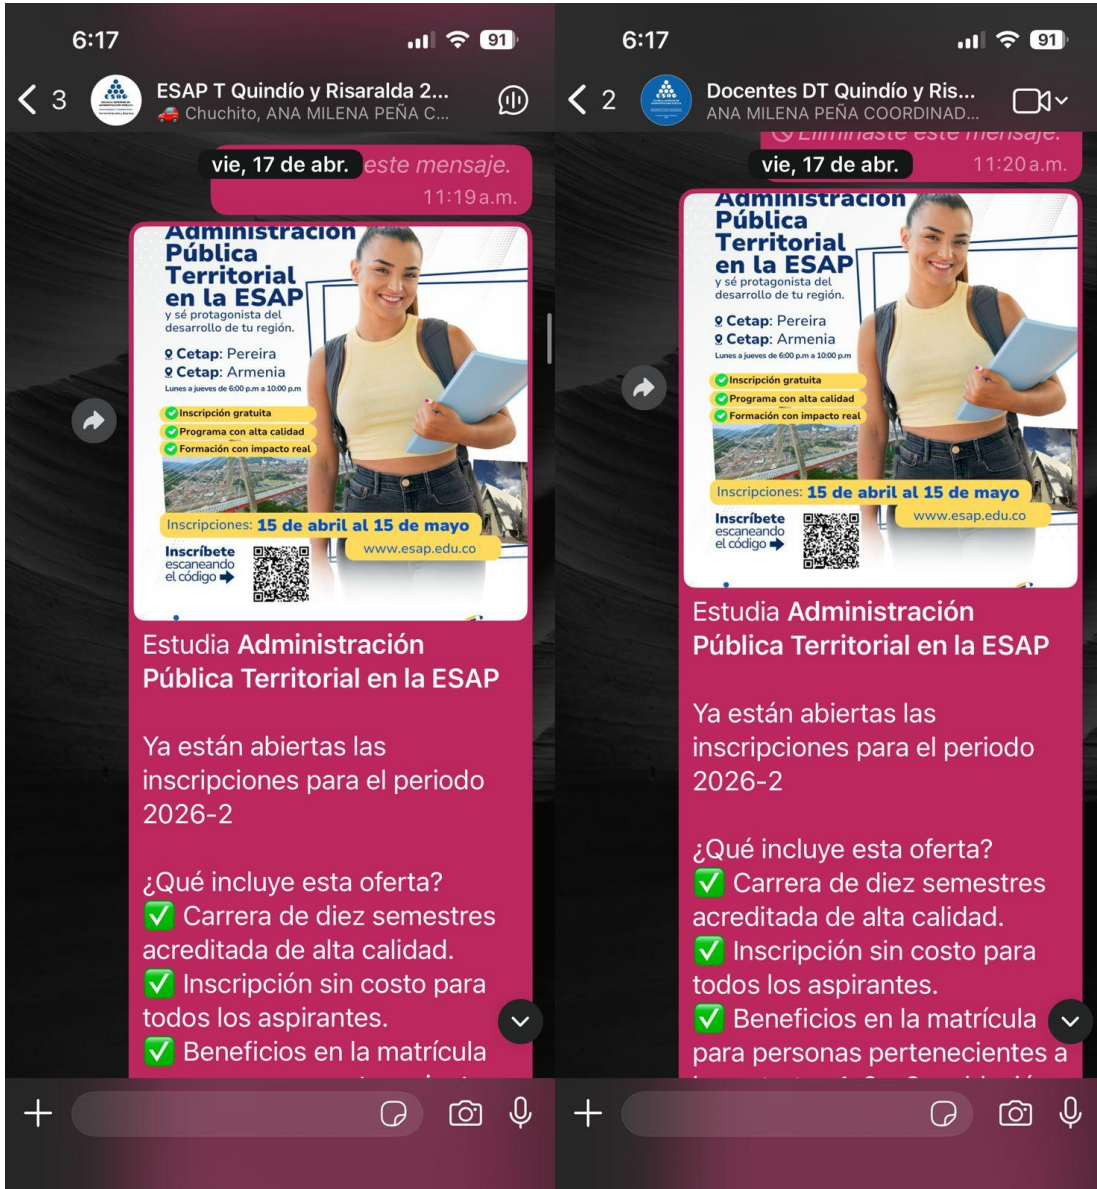 6:17
91
3
ESAP T Quindío y Risaralda 2...
Chuchito, ANA MILENA PEÑA C...
vie, 17 de abr.
este mensaje.
11:19 a.m.
Administración
Pública
Territorial
en la ESAP
y sé protagonista del
desarrollo de tu región.
Cetap: Pereira
Cetap: Armenia
Lunes a jueves de 6:00 p.m a 10:00 p.m
Inscripción gratuita
Programa con alta calidad
Formación con impacto real
Inscripciones: 15 de abril al 15 de mayo
www.esap.edu.co
Inscríbete
escaneando
el código
Estudia Administración
Pública Territorial en la ESAP
Ya están abiertas las
inscripciones para el periodo
2026-2
¿Qué incluye esta oferta?
✅ Carrera de diez semestres
acreditada de alta calidad.
✅ Inscripción sin costo para
todos los aspirantes.
✅ Beneficios en la matrícula
6:17
91
2
Docentes DT Quindío y Ris...
ANA MILENA PEÑA COORDINAD...
Eliminaste este mensaje.
vie, 17 de abr.
11:20 a.m.
Administración
Pública
Territorial
en la ESAP
y sé protagonista del
desarrollo de tu región.
Cetap: Pereira
Cetap: Armenia
Lunes a jueves de 6:00 p.m a 10:00 p.m
Inscripción gratuita
Programa con alta calidad
Formación con impacto real
Inscripciones: 15 de abril al 15 de mayo
www.esap.edu.co
Inscríbete
escaneando
el código
Estudia Administración
Pública Territorial en la ESAP
Ya están abiertas las
inscripciones para el periodo
2026-2
¿Qué incluye esta oferta?
✅ Carrera de diez semestres
acreditada de alta calidad.
✅ Inscripción sin costo para
todos los aspirantes.
✅ Beneficios en la matrícula
para personas pertenecientes a